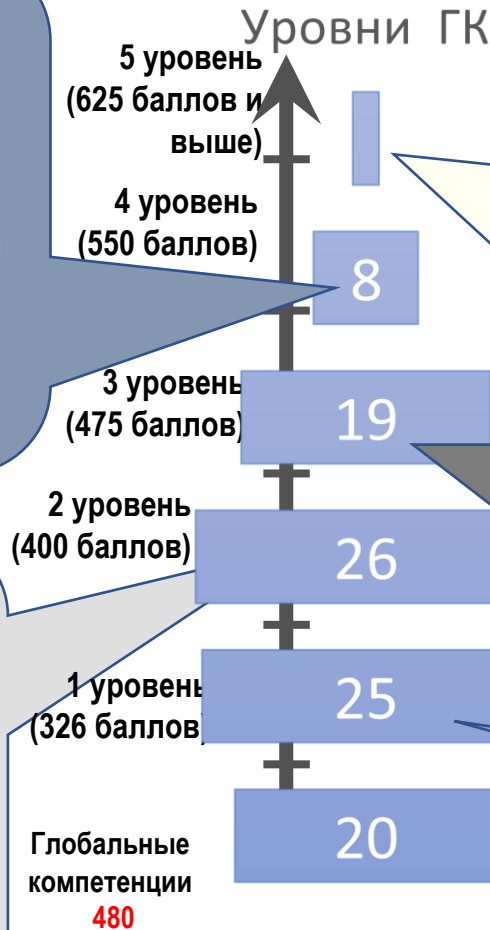 Уровни ГК
5 уровень
(625 баллов и
выше)
4 уровень
(550 баллов)
8
3 уровень
(475 баллов)
19
2 уровень
(400 баллов)
26
1 уровень
(326 баллов)
25
20
Глобальные
компетенции
480